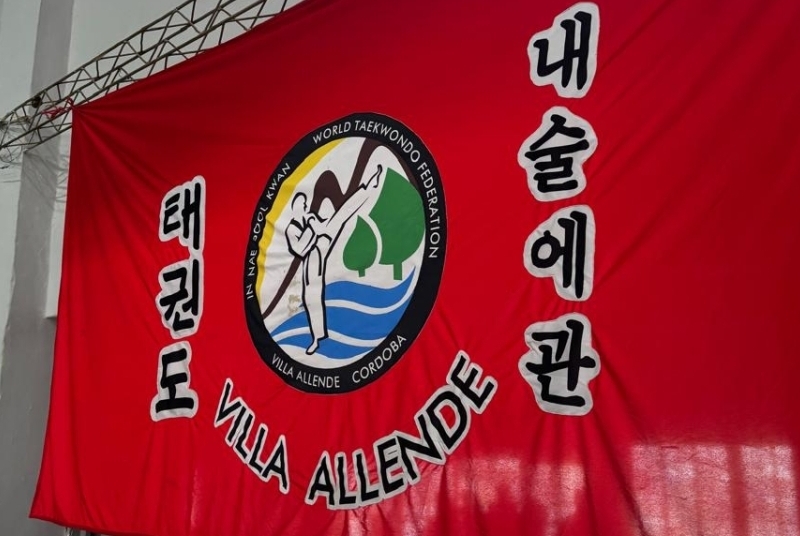 태권도
IN NAE SOOL KWAN
WORLD TAEKWONDO FEDERATION
VILLA ALLENDE CORDOBA
VILLA ALLENDE
내술에관